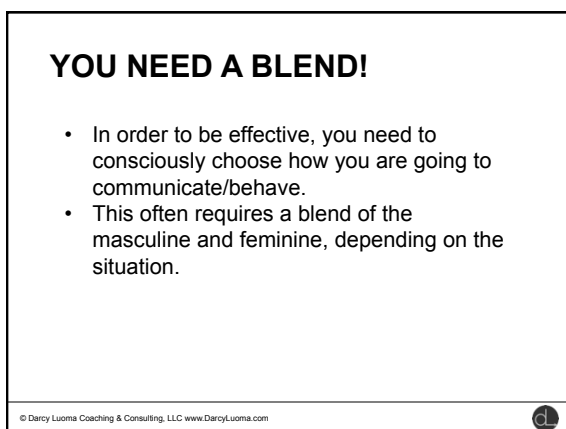 YOU NEED A BLEND!
• In order to be effective, you need to
consciously choose how you are going to
communicate/behave.
• This often requires a blend of the
masculine and feminine, depending on the
situation.
© Darcy Luoma Coaching & Consulting, LLC www.DarcyLuoma.com
dL